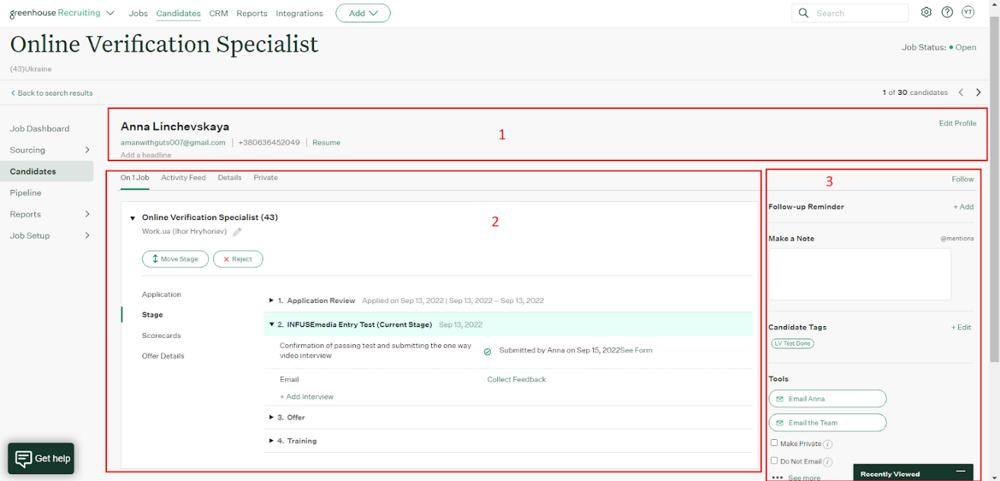 greenhouse Recruiting Jobs Candidates CRM Reports Integrations Add Search YT
Online Verification Specialist
Job Status: Open
(43)Ukraine
Back to search results
1 of 30 candidates
Job Dashboard
Sourcing
Candidates
Pipeline
Reports
Job Setup
Get help
Anna Linchevskaya
1
Edit Profile
amanwithguts007@gmail.com | +380636452049 | Resume
Add a headline
On 1 Job Activity Feed Details Private
2
Online Verification Specialist (43)
Work.ua (Ihor Hryhoriev)
Move Stage Reject
Application
Stage
Scorecards
Offer Details
1. Application Review Applied on Sep 13, 2022 | Sep 13, 2022 – Sep 13, 2022
2. INFUSEmedia Entry Test (Current Stage) Sep 13, 2022
Confirmation of passing test and submitting the one way
video interview
Submitted by Anna on Sep 15, 2022See Form
Email Collect Feedback
+ Add Interview
3. Offer
4. Training
3
Follow
Follow-up Reminder + Add
Make a Note @mentions
Candidate Tags + Edit
LV Test Done
Tools
Email Anna
Email the Team
Make Private i
Do Not Email i
••• See more
Recently Viewed